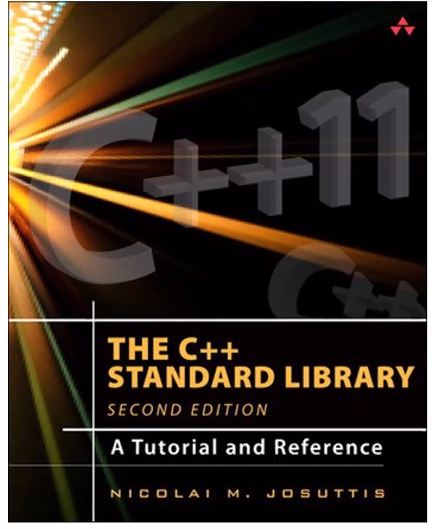 C++11
C++
THE C++
STANDARD LIBRARY
SECOND EDITION
A Tutorial and Reference
NICOLAI M. JOSUTTIS